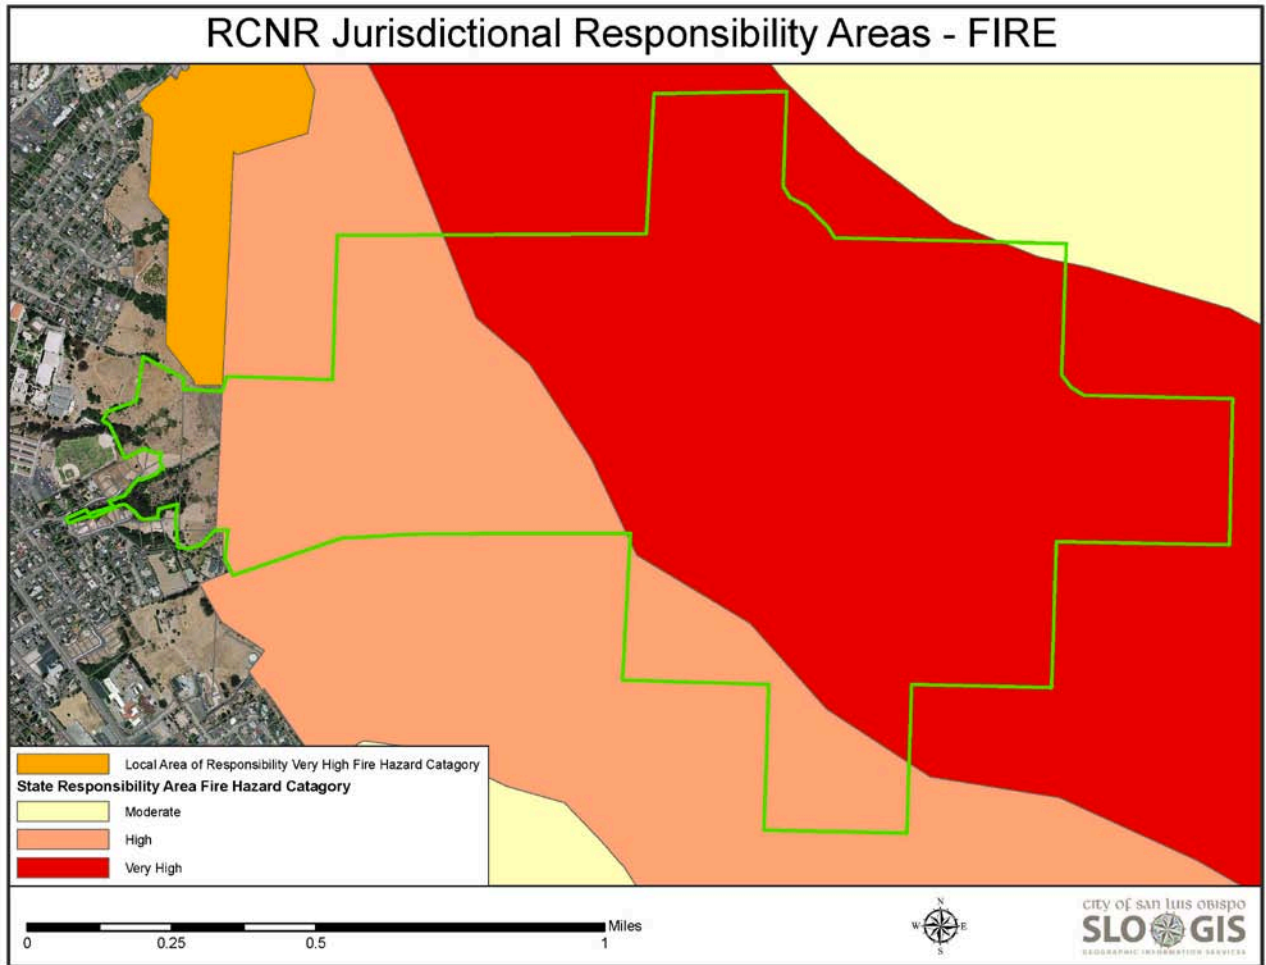 RCNR Jurisdictional Responsibility Areas - FIRE
Local Area of Responsibility Very High Fire Hazard Catagory
State Responsibility Area Fire Hazard Catagory
Moderate
High
Very High
Miles
0 0.25 0.5 1
N
W E
S
city of san luis obispo
SLO GIS
GEOGRAPHIC INFORMATION SERVICES